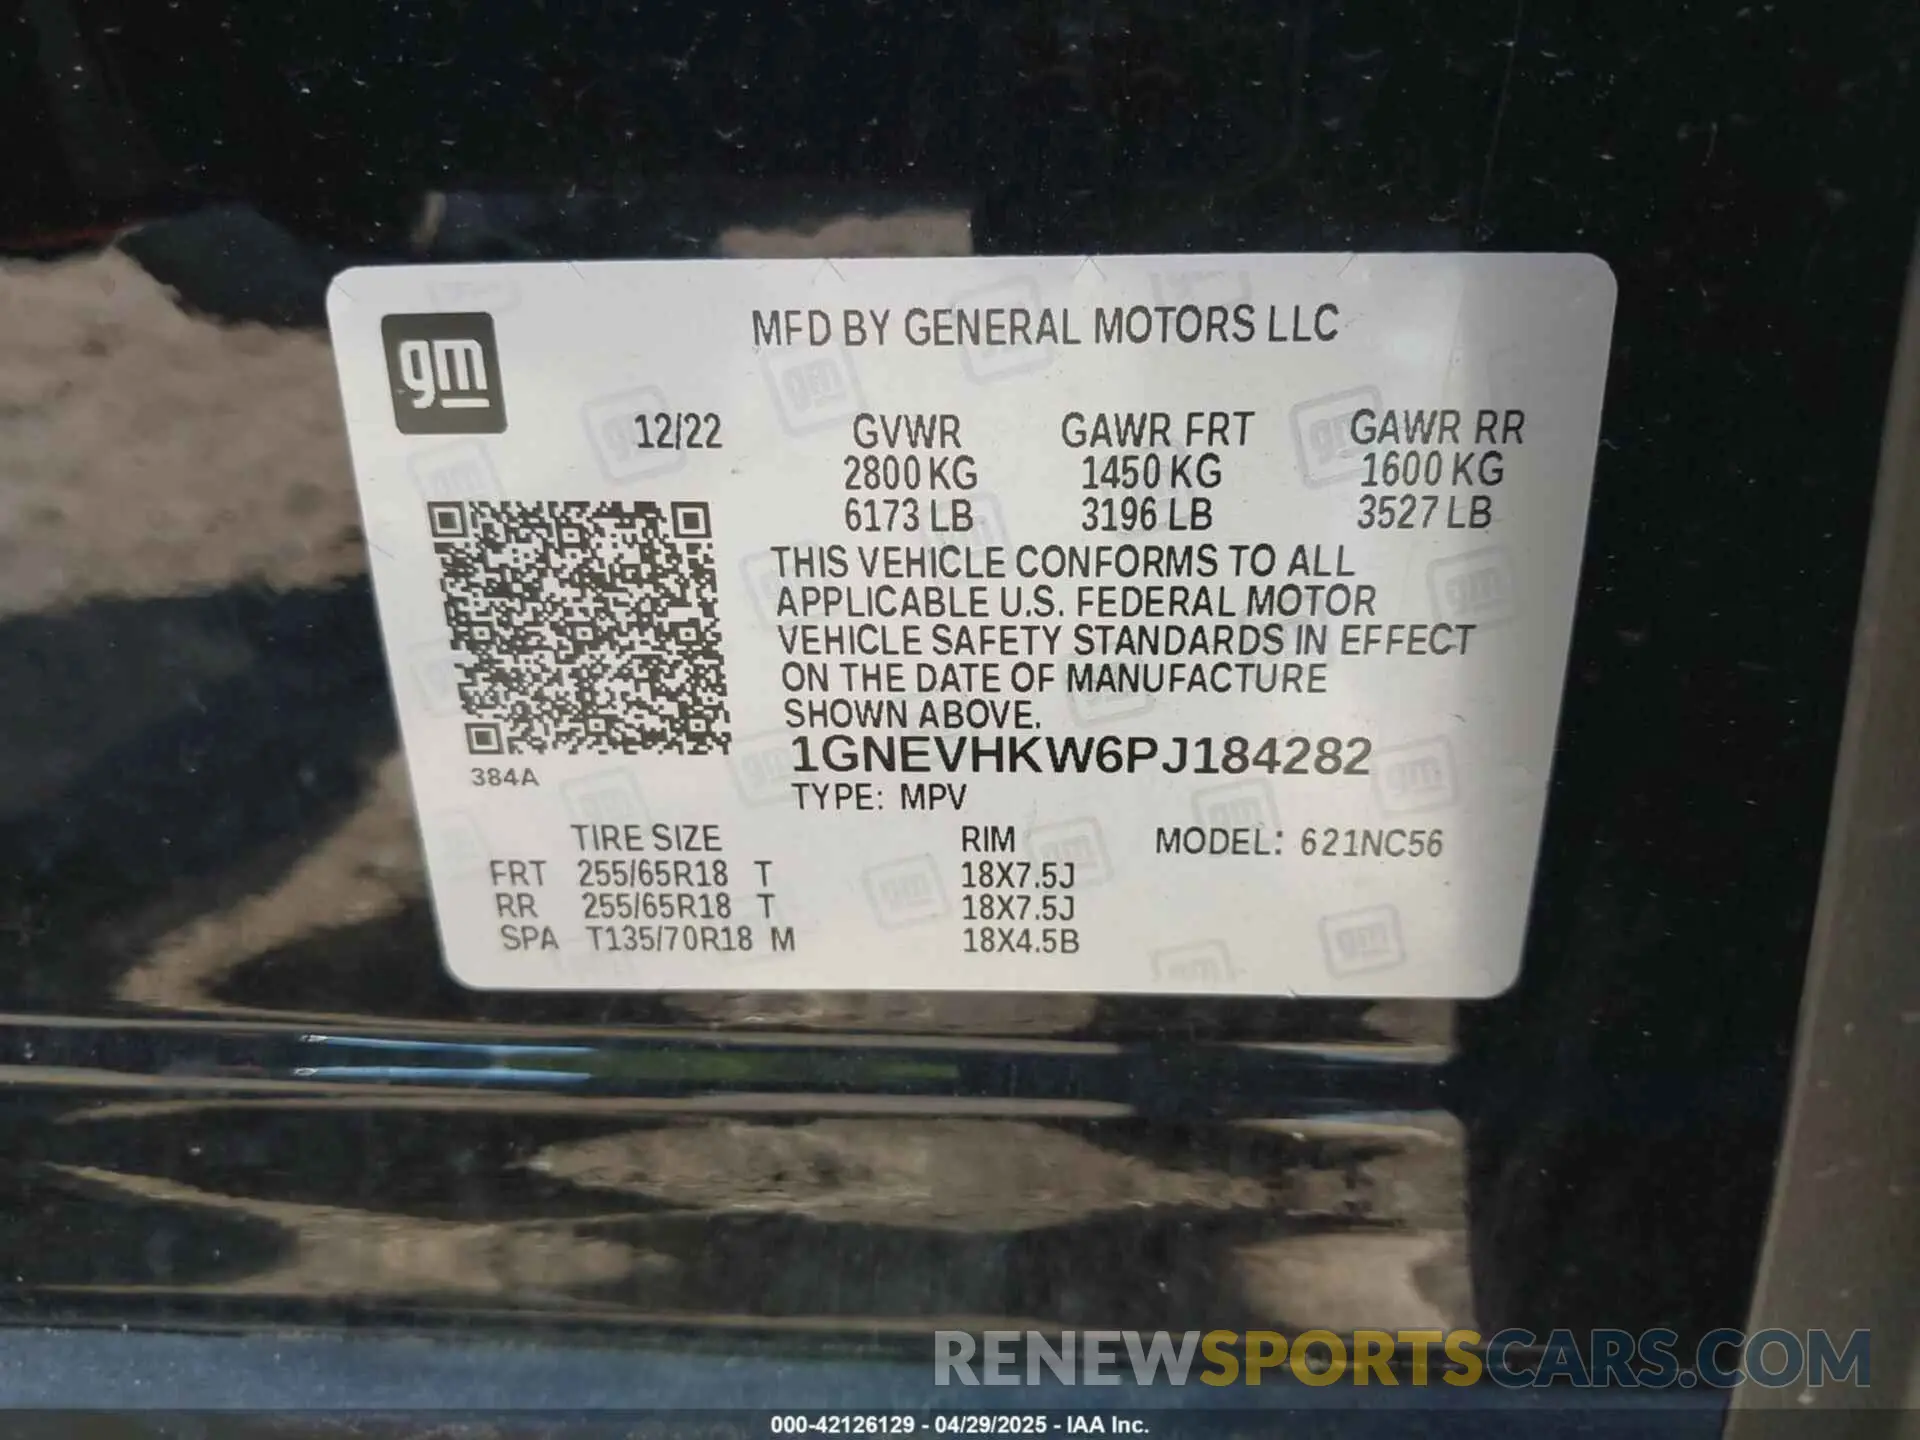 gm
MFD BY GENERAL MOTORS LLC
12/22 GVWR GAWR FRT GAWR RR
2800 KG 1450 KG 1600 KG
6173 LB 3196 LB 3527 LB
THIS VEHICLE CONFORMS TO ALL
APPLICABLE U.S. FEDERAL MOTOR
VEHICLE SAFETY STANDARDS IN EFFECT
ON THE DATE OF MANUFACTURE
SHOWN ABOVE.
1GNEVHKW6PJ184282
384A
TYPE: MPV
TIRE SIZE RIM MODEL: 621NC56
FRT 255/65R18 T 18X7.5J
RR 255/65R18 T 18X7.5J
SPA T135/70R18 M 18X4.5B
RENEWSPORTSCARS.COM
000-42126129 - 04/29/2025 - IAA Inc.